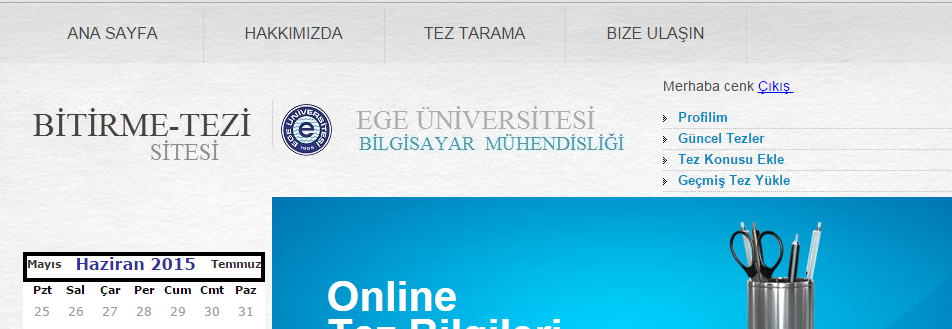 ANA SAYFA HAKKIMIZDA TEZ TARAMA BIZE ULAŞIN
Merhaba cenk Çıkış
BİTİRME-TEZİ
SİTESİ
EGE ÜNİVERSİTESİ
1955
EGE ÜNİVERSİTESİ
BİLGİSAYAR MÜHENDİSLİĞİ
Profilim
Güncel Tezler
Tez Konusu Ekle
Geçmiş Tez Yükle
Mayıs Haziran 2015 Temmuz
Pzt Sal Çar Per Cum Cmt Paz
25 26 27 28 29 30 31
Online
Tez Bilgileri